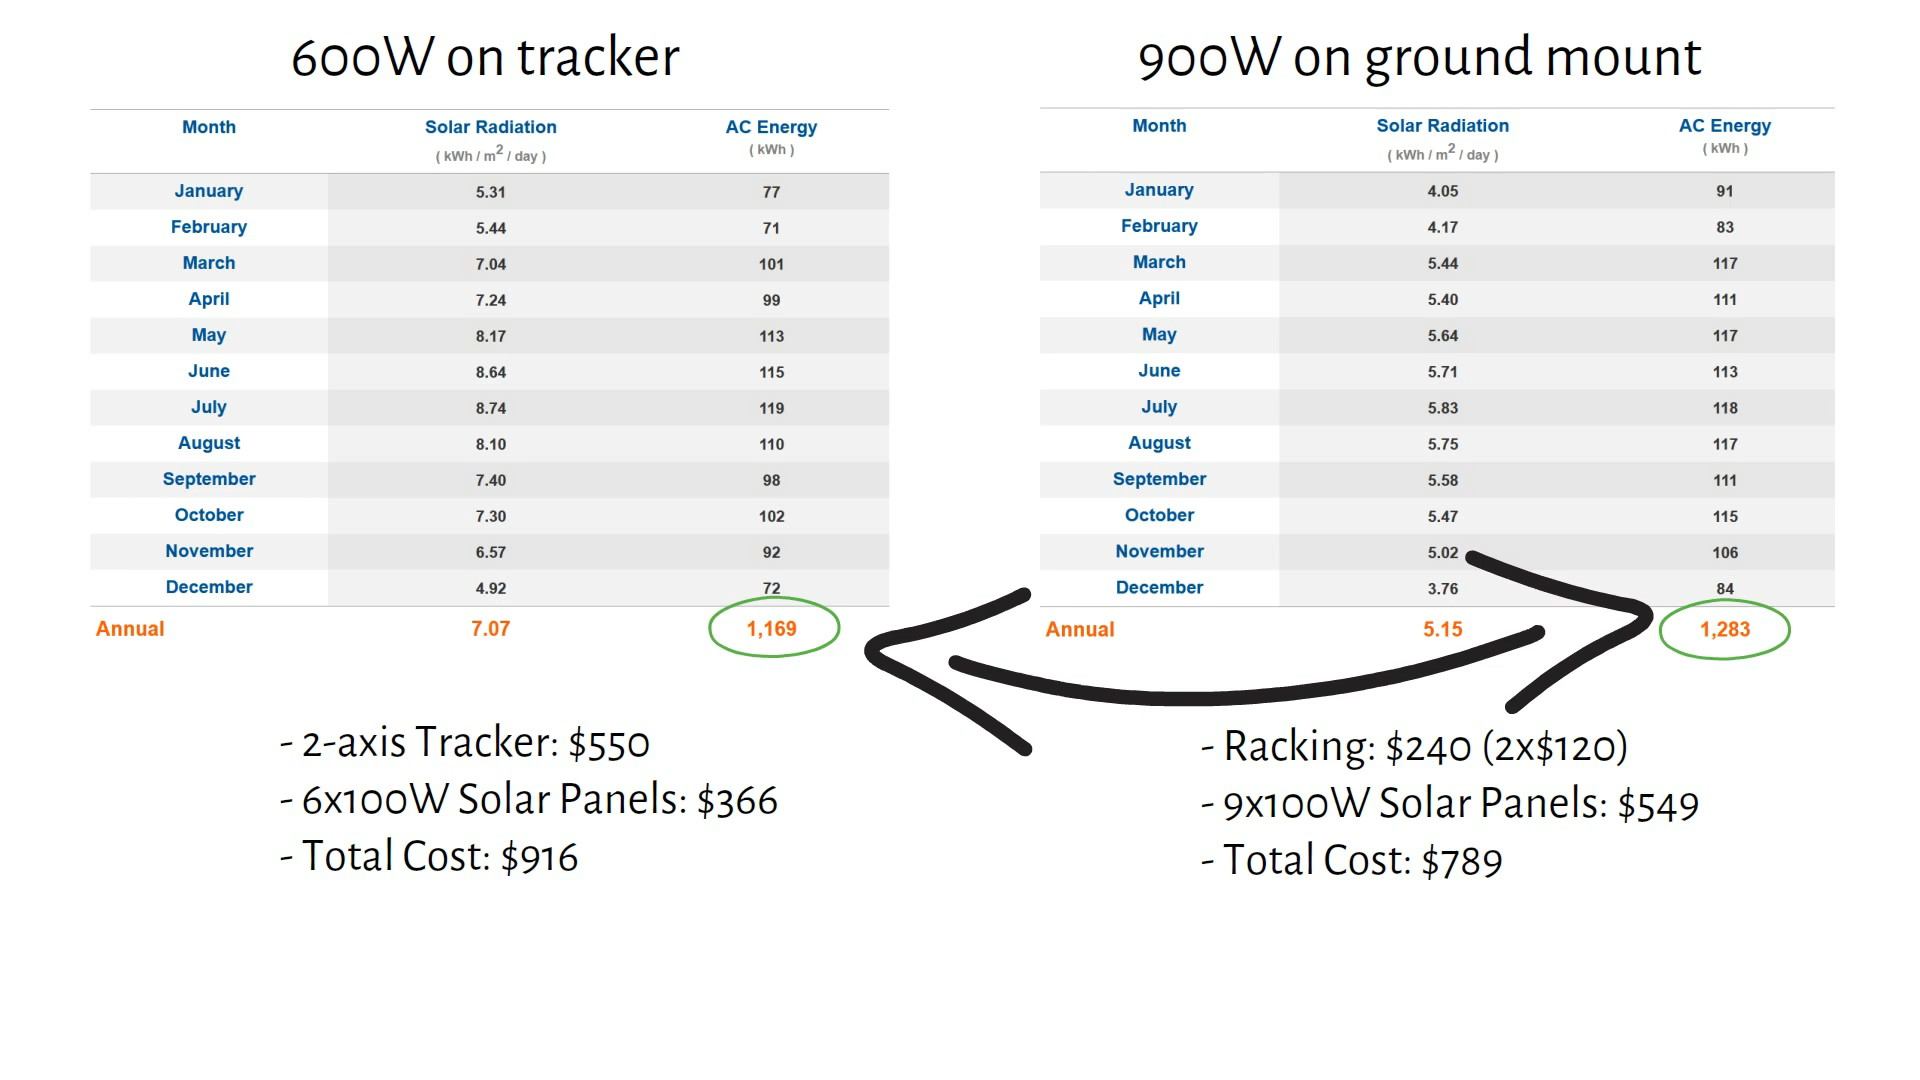 600W on tracker
Month Solar Radiation AC Energy
( kWh / m2 / day ) ( kWh )
January 5.31 77
February 5.44 71
March 7.04 101
April 7.24 99
May 8.17 113
June 8.64 115
July 8.74 119
August 8.10 110
September 7.40 98
October 7.30 102
November 6.57 92
December 4.92 72
Annual 7.07 1,169
- 2-axis Tracker: $550
- 6x100W Solar Panels: $366
- Total Cost: $916
900W on ground mount
Month Solar Radiation AC Energy
( kWh / m2 / day ) ( kWh )
January 4.05 91
February 4.17 83
March 5.44 117
April 5.40 111
May 5.64 117
June 5.71 113
July 5.83 118
August 5.75 117
September 5.58 111
October 5.47 115
November 5.02 106
December 3.76 84
Annual 5.15 1,283
- Racking: $240 (2x$120)
- 9x100W Solar Panels: $549
- Total Cost: $789